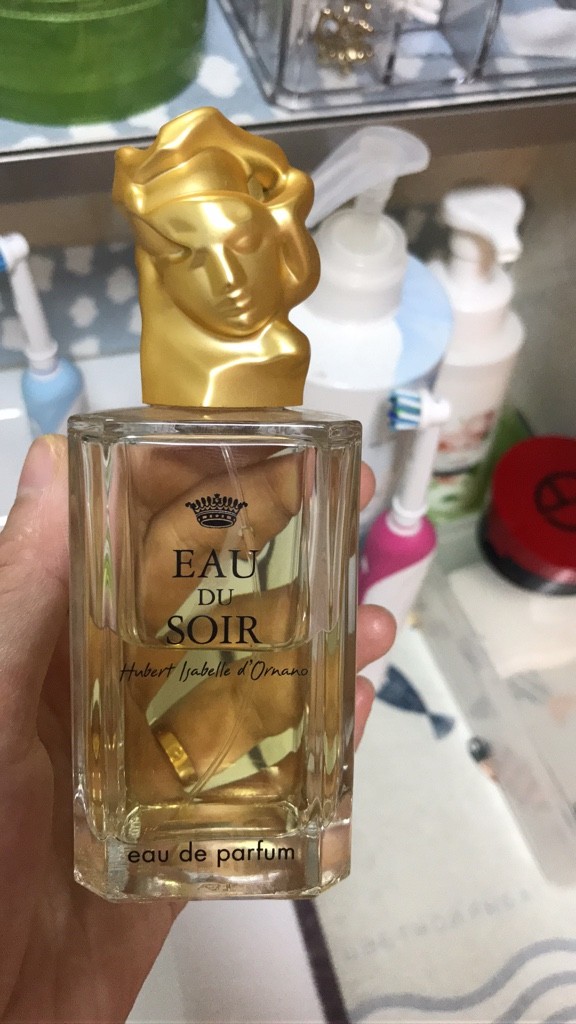 EAU
DU
SOIR
Hubert Isabelle d'Ornano
eau de parfum